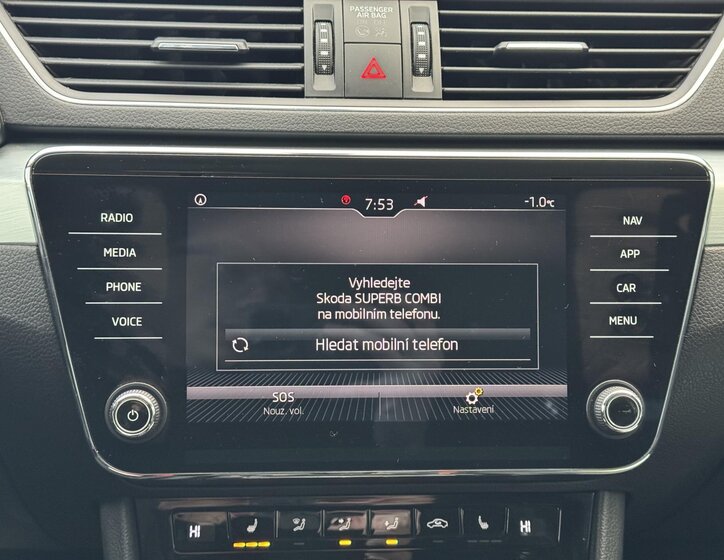 PASSENGER
AIR BAG
7:53
-1.0°C
RADIO
MEDIA
PHONE
VOICE
NAV
APP
CAR
MENU
Vyhledejte
Skoda SUPERB COMBI
na mobilním telefonu.
Hledat mobilní telefon
SOS
Nouz. vol.
Nastavení
HI
HI